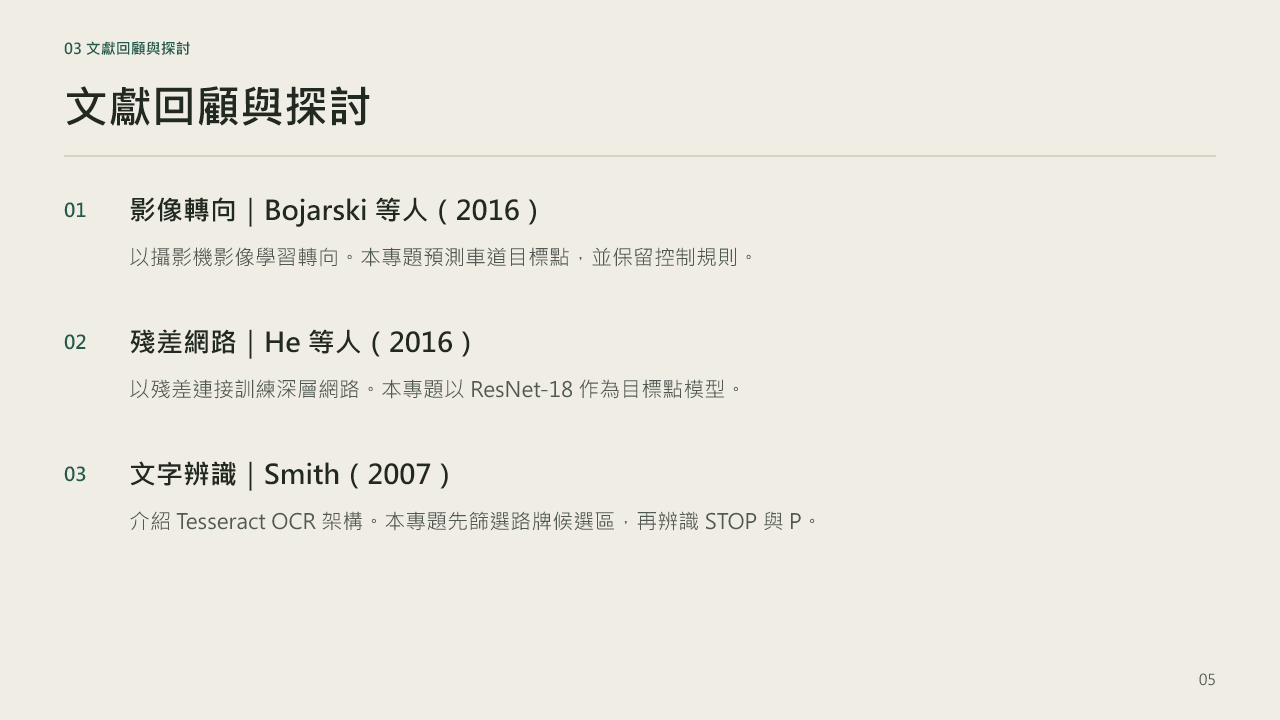 03 文獻回顧與探討
文獻回顧與探討
01 影像轉向｜Bojarski 等人（2016）
以攝影機影像學習轉向。本專題預測車道目標點，並保留控制規則。
02 殘差網路｜He 等人（2016）
以殘差連接訓練深層網路。本專題以 ResNet-18 作為目標點模型。
03 文字辨識｜Smith（2007）
介紹 Tesseract OCR 架構。本專題先篩選路牌候選區，再辨識 STOP 與 P。
05